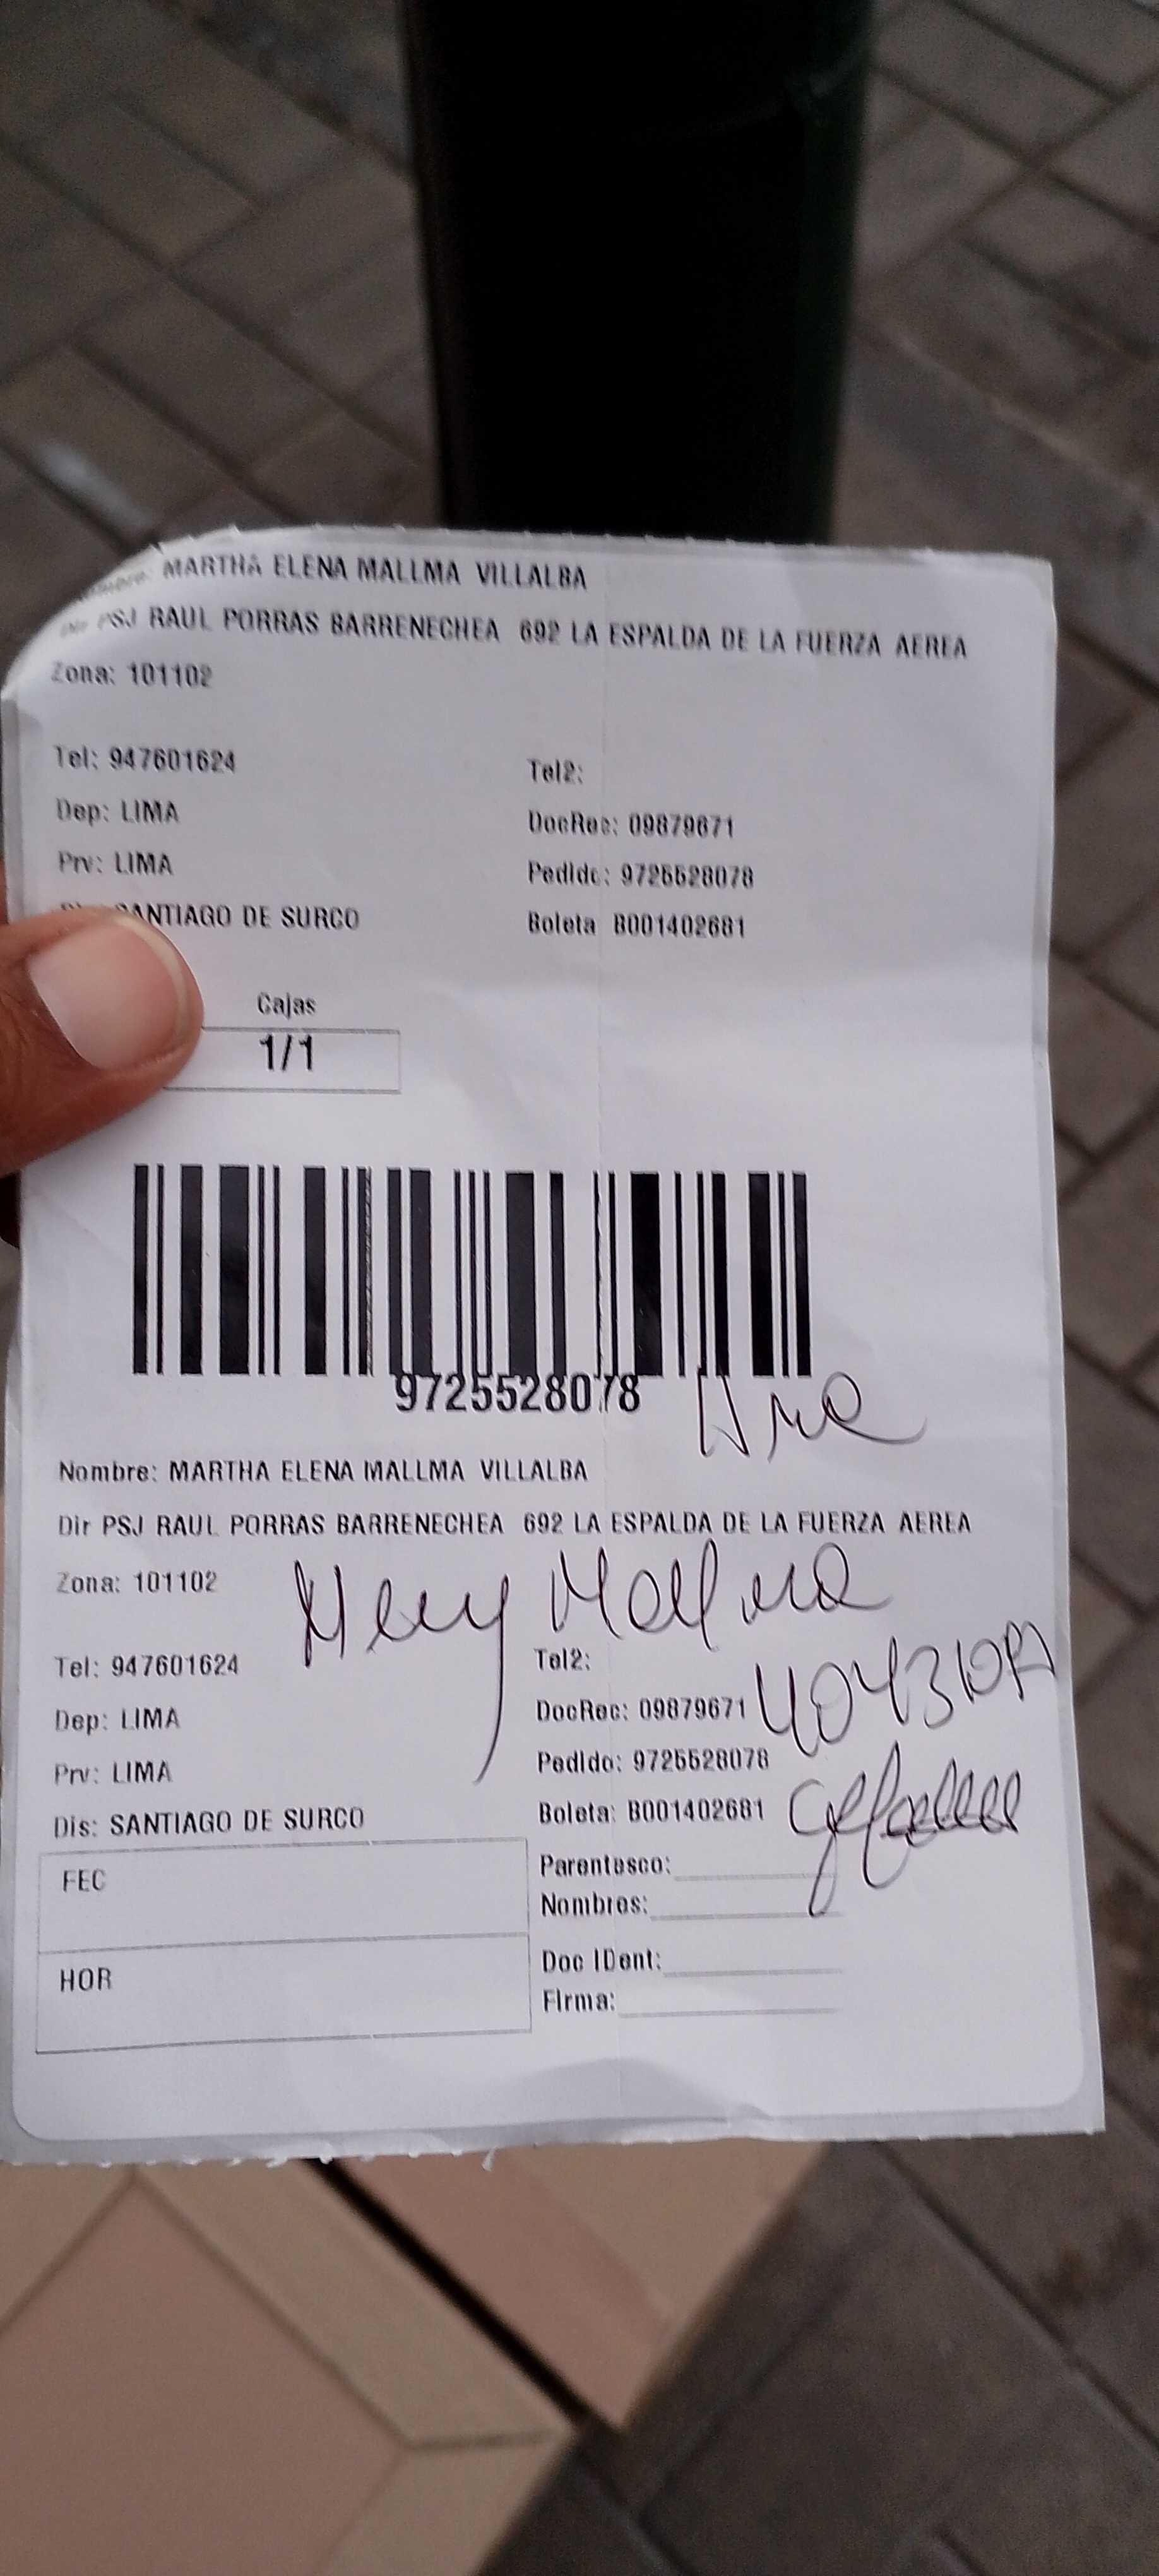 MARTHA ELENA MALLMA VILLALBA
Dir PSJ RAUL PORRAS BARRENECHEA 692 LA ESPALDA DE LA FUERZA AEREA
Zona: 101102
Tel: 947601624 Tel2:
Dep: LIMA DocRec: 09879671
Prv: LIMA Pedido: 9725528078
SANTIAGO DE SURCO Boleta B001402681
Cajas
1/1
9725528078
Nombre: MARTHA ELENA MALLMA VILLALBA
Dir PSJ RAUL PORRAS BARRENECHEA 692 LA ESPALDA DE LA FUERZA AEREA
Zona: 101102 Mery Mallma
Tel: 947601624 Tel2:
Dep: LIMA DocRec: 09879671
Prv: LIMA Pedido: 9725528078
Dis: SANTIAGO DE SURCO Boleta: B001402681
FEC Parentesco:
Nombres:
HOR Doc IDent:
Firma: